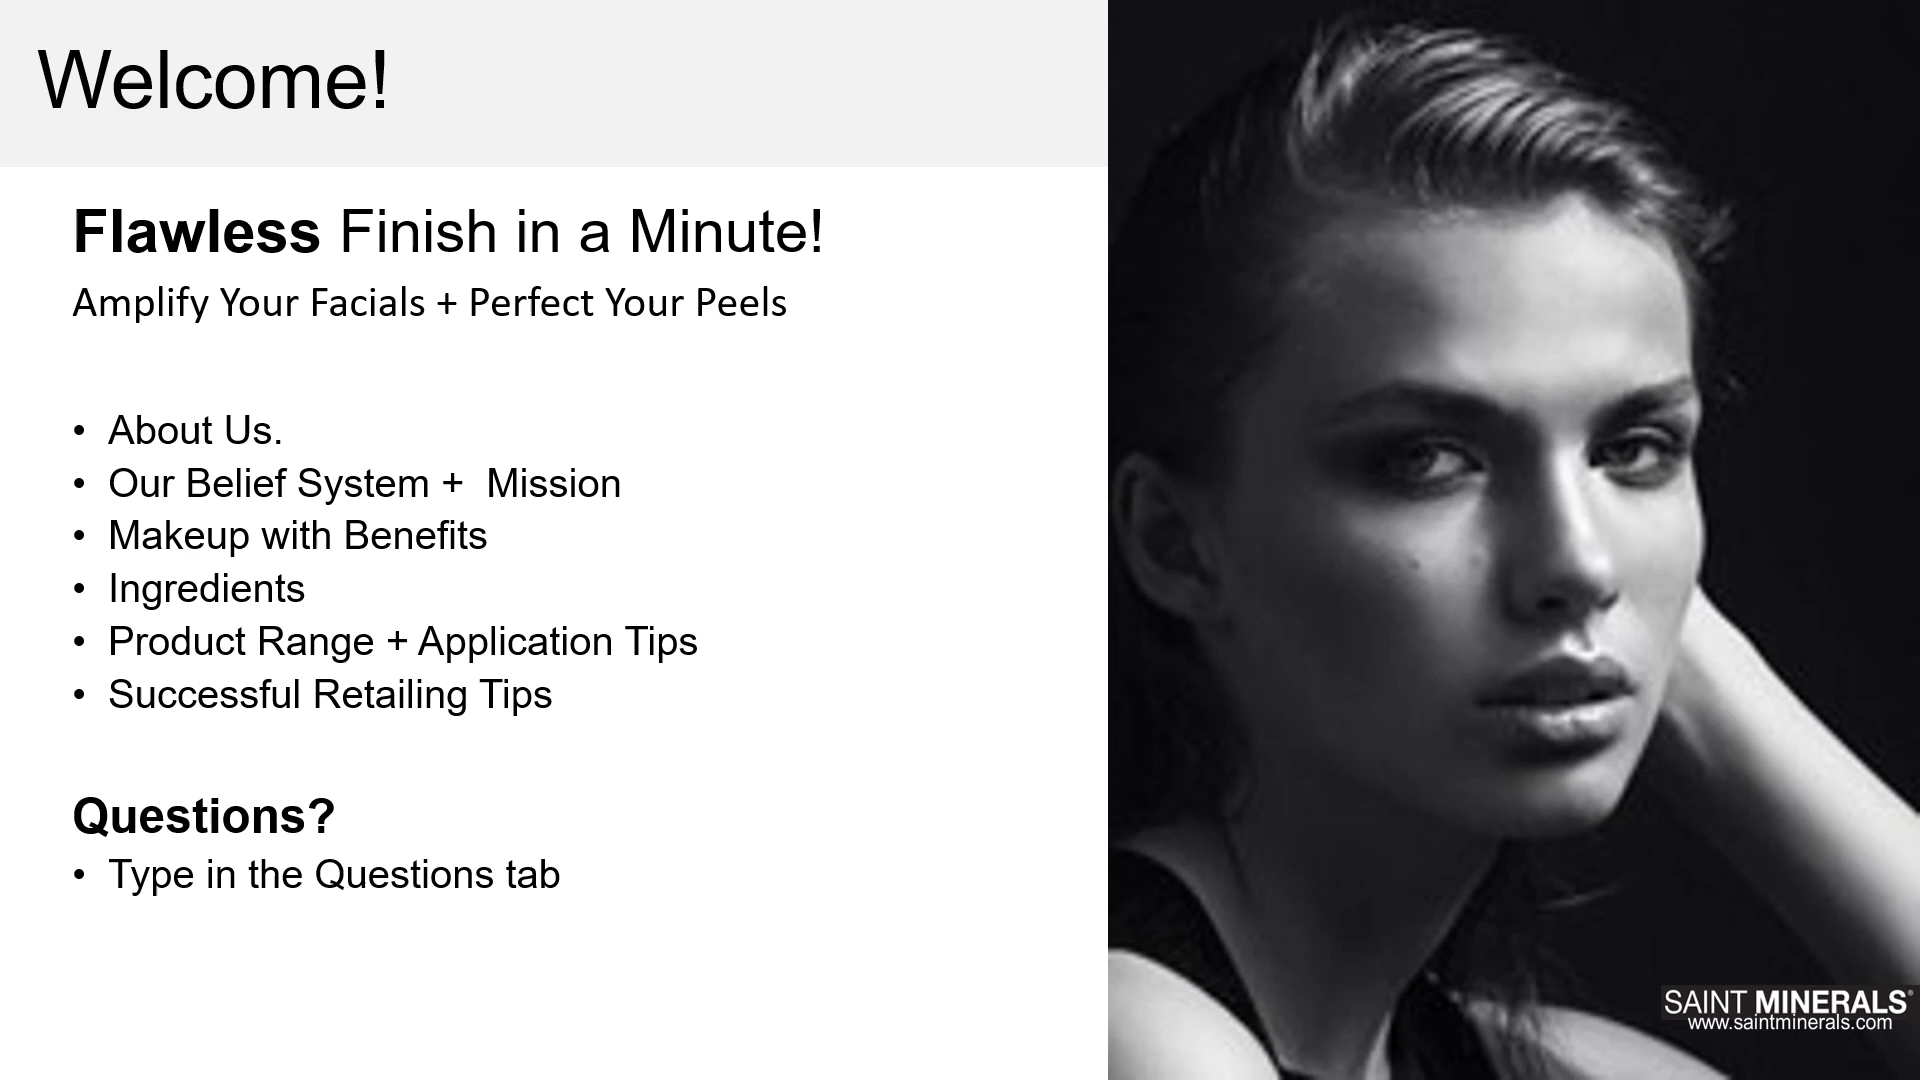 Welcome!
Flawless Finish in a Minute!
Amplify Your Facials + Perfect Your Peels
• About Us.
• Our Belief System +  Mission
• Makeup with Benefits
• Ingredients
• Product Range + Application Tips
• Successful Retailing Tips
Questions?
• Type in the Questions tab
SAINT MINERALS®
www.saintminerals.com